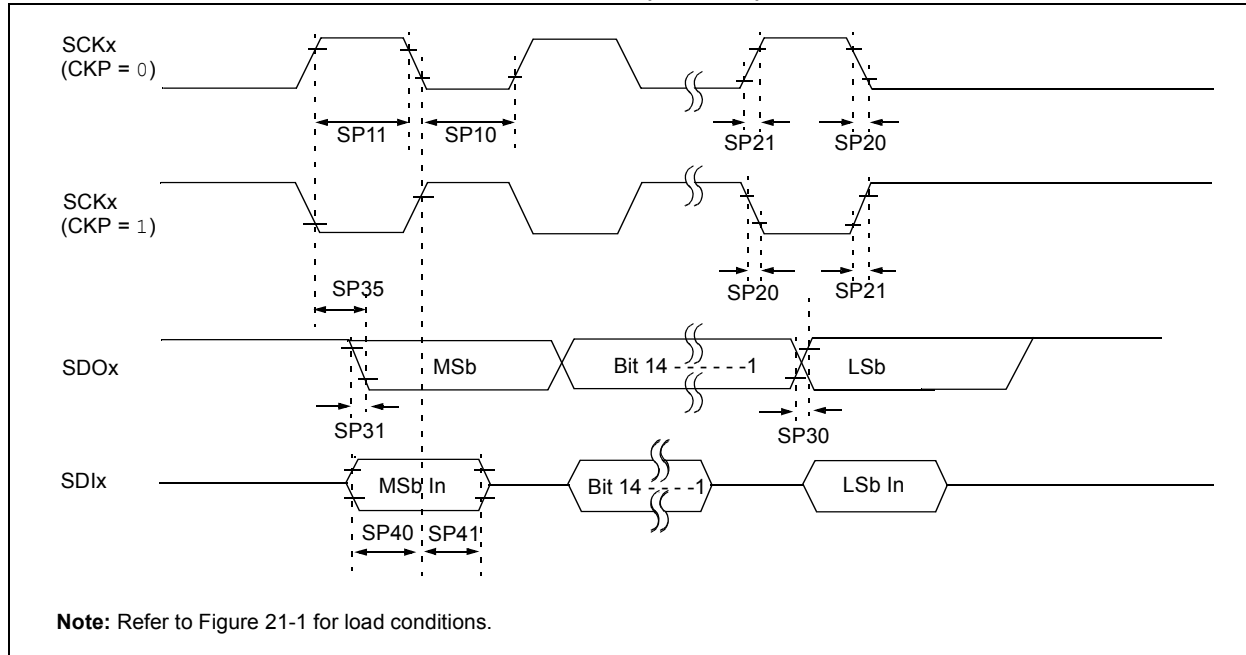 SCKx
(CKP = 0)
SP11
SP10
SP21
SP20
SCKx
(CKP = 1)
SP35
SP20
SP21
SDOx
MSb
Bit 14 - - - - - -1
LSb
SP31
SP30
SDIx
MSb In
Bit 14 - - - -1
LSb In
SP40
SP41
Note: Refer to Figure 21-1 for load conditions.